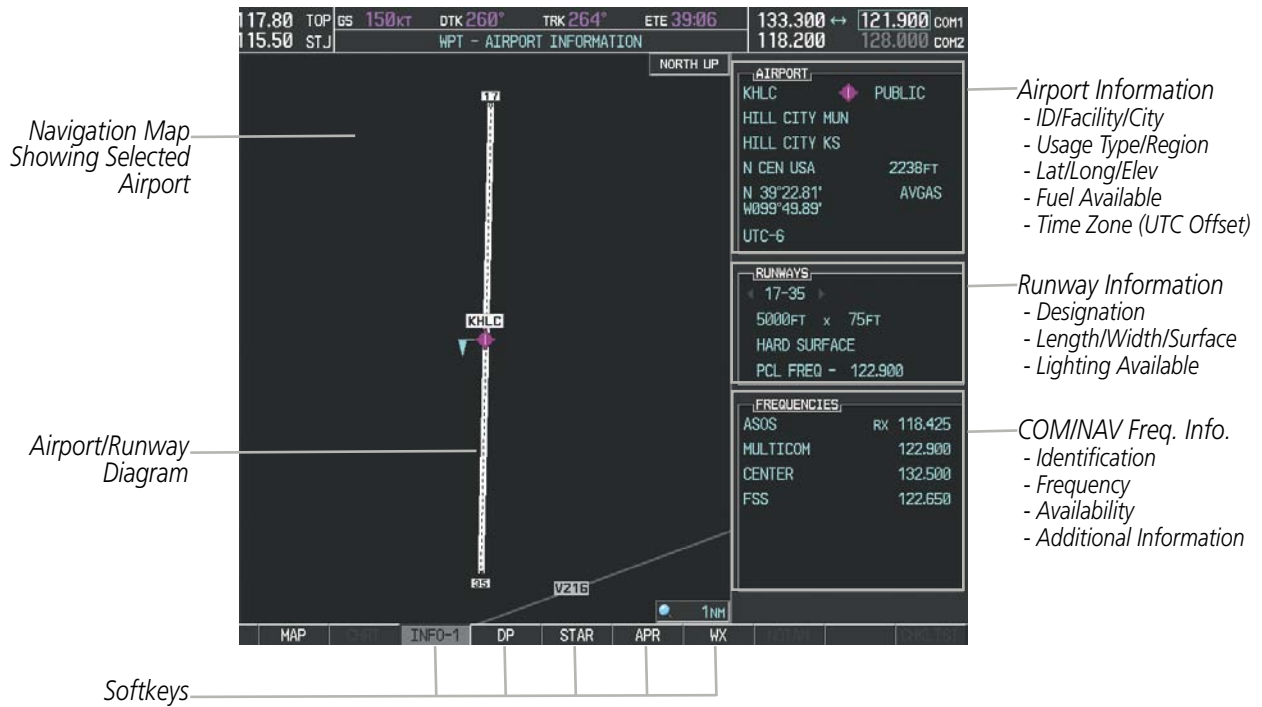 117.80 TOP GS 150KT DTK 260° TRK 264° ETE 39:06 133.300 ↔ 121.900 COM1
115.50 STJ WPT - AIRPORT INFORMATION 118.200 128.000 COM2
NORTH UP
17
KHLC
35
V216
1NM
AIRPORT
KHLC PUBLIC
HILL CITY MUN
HILL CITY KS
N CEN USA 2238FT
N 39°22.81' AVGAS
W099°49.89'
UTC-6
RUNWAYS
17-35
5000FT x 75FT
HARD SURFACE
PCL FREQ - 122.900
FREQUENCIES
ASOS RX 118.425
MULTICOM 122.900
CENTER 132.500
FSS 122.650
MAP CHRT INFO-1 DP STAR APR WX NOTAM CHKLIST
Navigation Map
Showing Selected
Airport
Airport/Runway
Diagram
Softkeys
Airport Information
- ID/Facility/City
- Usage Type/Region
- Lat/Long/Elev
- Fuel Available
- Time Zone (UTC Offset)
Runway Information
- Designation
- Length/Width/Surface
- Lighting Available
COM/NAV Freq. Info.
- Identification
- Frequency
- Availability
- Additional Information